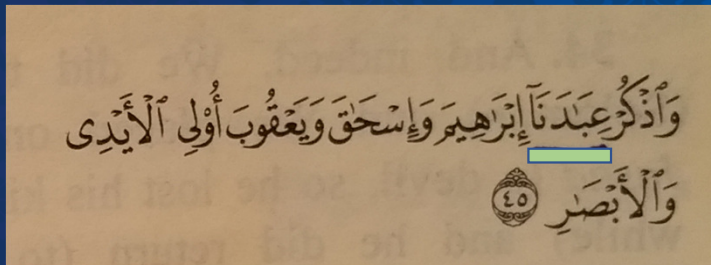 وَٱذْكُرْ عِبَٰدَنَآ إِبْرَٰهِيمَ وَإِسْحَٰقَ وَيَعْقُوبَ أُو۟لِى ٱلْأَيْدِى
وَٱلْأَبْصَٰرِ ٤٥